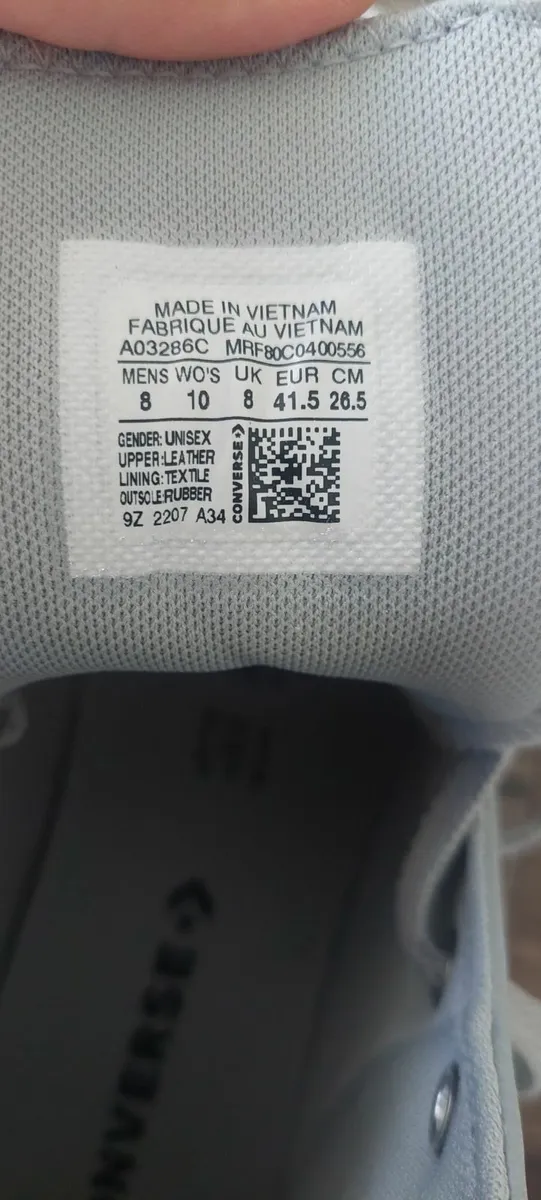 MADE IN VIETNAM
FABRIQUE AU VIETNAM
A03286C MRF80C0400556
MENS WO'S UK EUR CM
8 10 8 41.5 26.5
GENDER: UNISEX
UPPER:LEATHER
LINING:TEXTILE
OUTSOLE:RUBBER
9Z 2207 A34
CONVERSE
CONVERSE